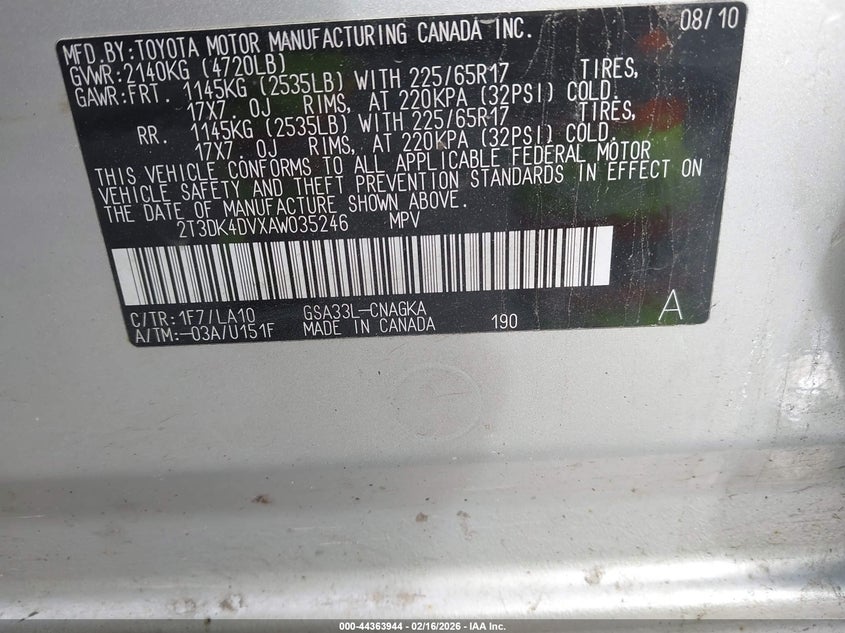 MFD.BY:TOYOTA MOTOR MANUFACTURING CANADA INC. 08/10
GVWR:2140KG (4720LB)
GAWR:FRT. 1145KG (2535LB) WITH 225/65R17 TIRES,
17X7.0J RIMS, AT 220KPA (32PSI) COLD.
RR. 1145KG (2535LB) WITH 225/65R17 TIRES,
17X7.0J RIMS, AT 220KPA (32PSI) COLD.
THIS VEHICLE CONFORMS TO ALL APPLICABLE FEDERAL MOTOR
VEHICLE SAFETY AND THEFT PREVENTION STANDARDS IN EFFECT ON
THE DATE OF MANUFACTURE SHOWN ABOVE.
2T3DK4DVXAW035246 MPV
C/TR:1F7/LA10 GSA33L-CNAGKA
A/TM:-03A/U151F MADE IN CANADA 190 A
000-44363944 - 02/16/2026 - IAA Inc.